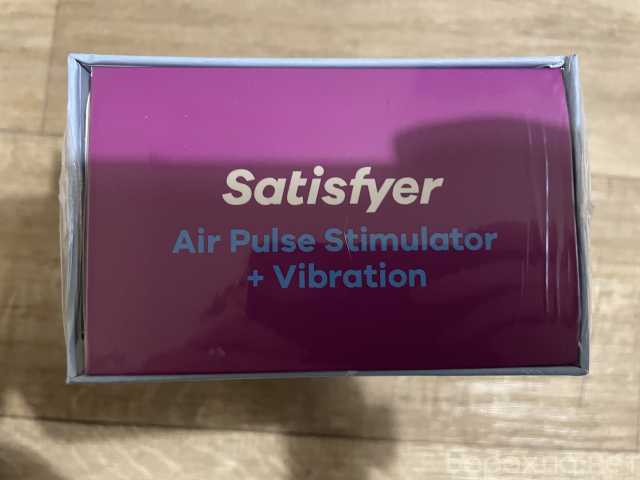 Satisfyer
Air Pulse Stimulator
+ Vibration